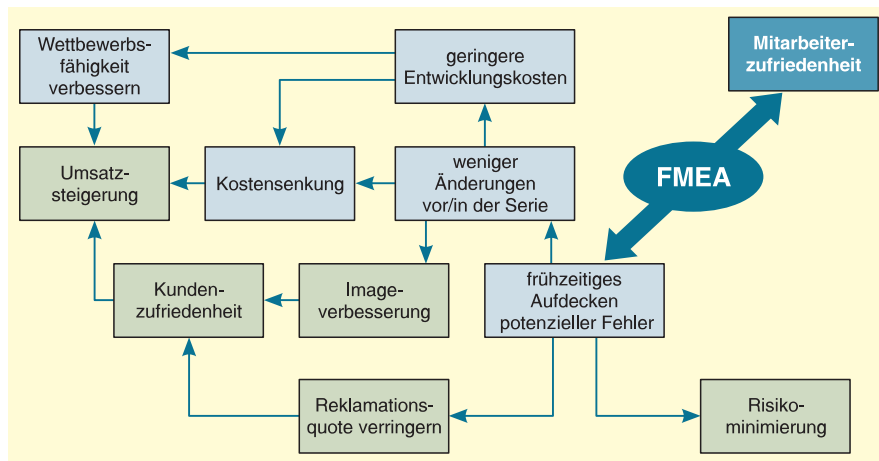 Wettbewerbs-
fähigkeit
verbessern
geringere
Entwicklungskosten
Mitarbeiter-
zufriedenheit
Umsatz-
steigerung
Kostensenkung
weniger
Änderungen
vor/in der Serie
FMEA
Kunden-
zufriedenheit
Image-
verbesserung
frühzeitiges
Aufdecken
potenzieller Fehler
Reklamations-
quote verringern
Risiko-
minimierung